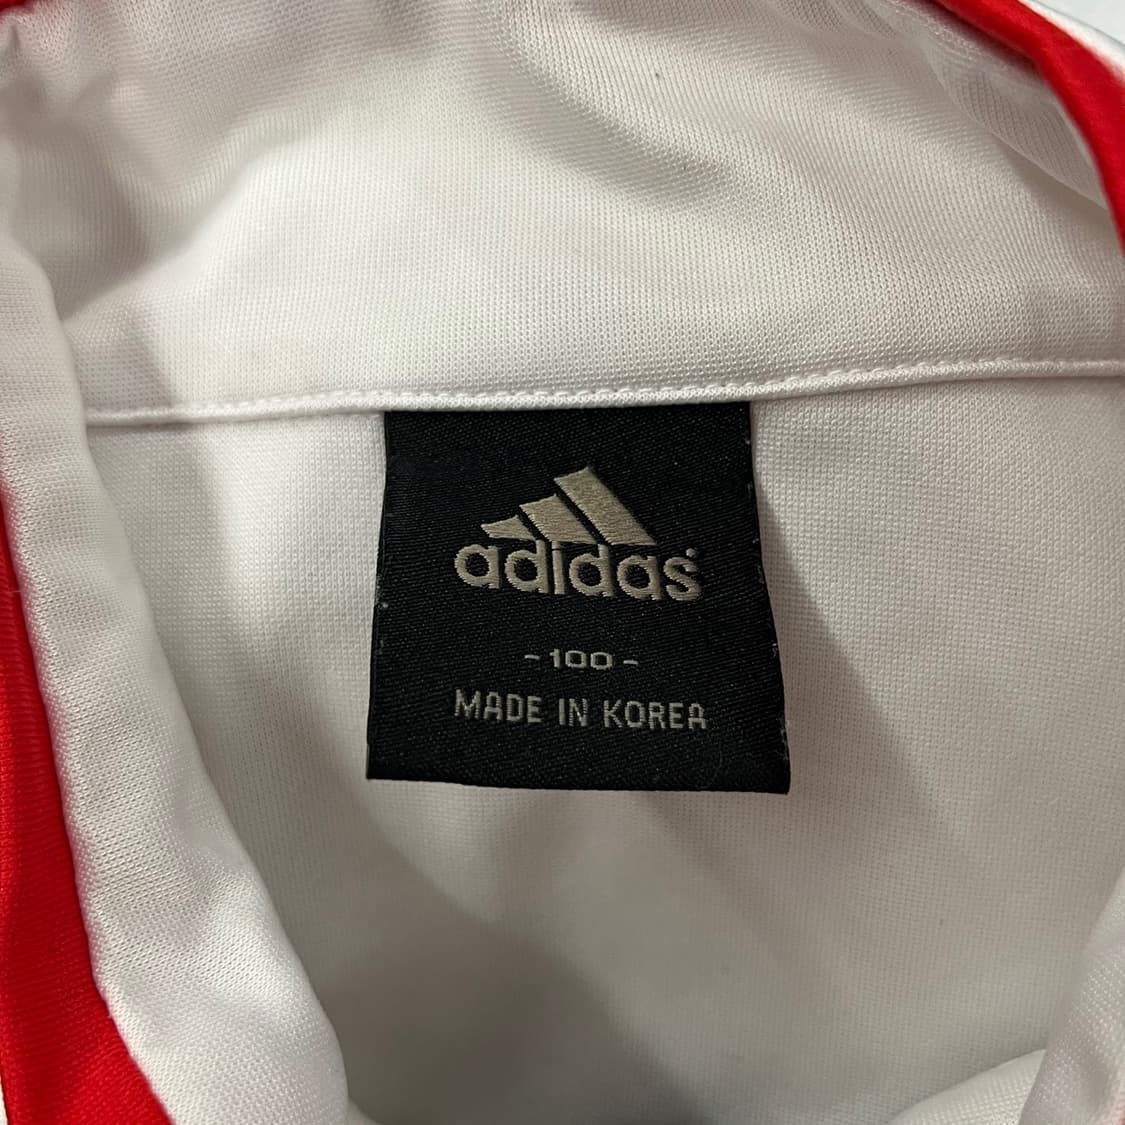 adidas
-100-
MADE IN KOREA